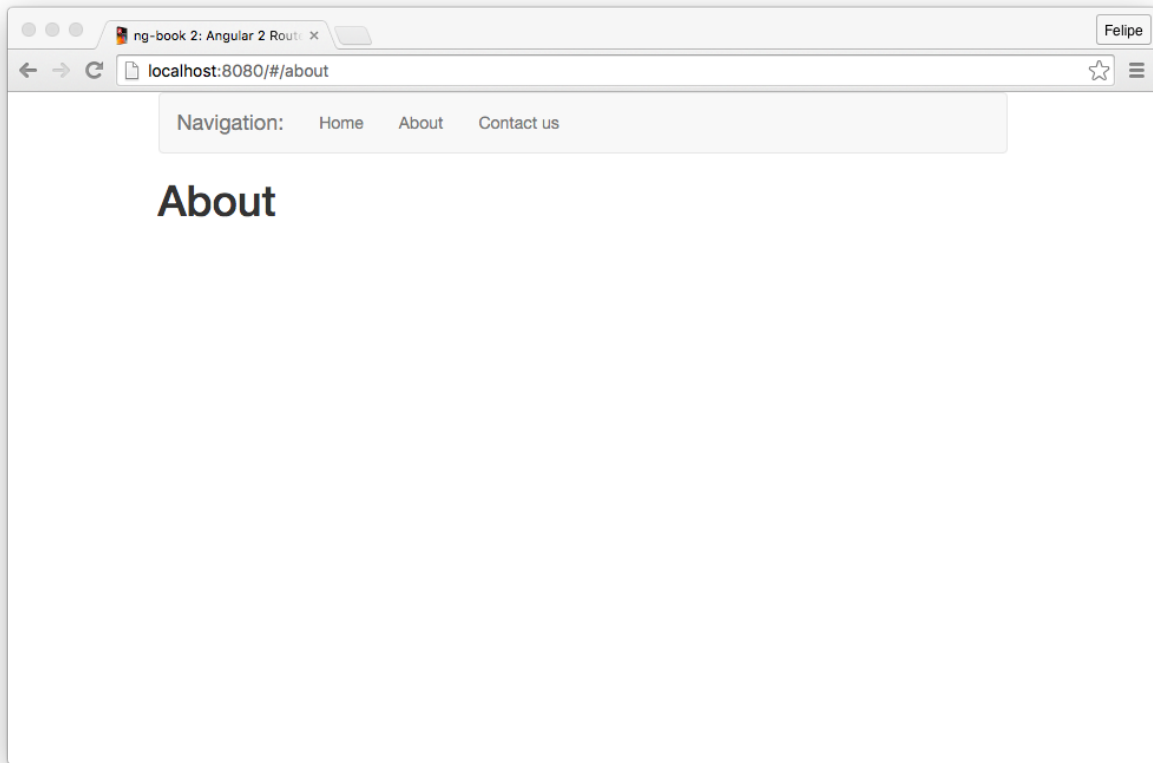 ng-book 2: Angular 2 Rout
Felipe
localhost:8080/#/about
Navigation: Home About Contact us
About